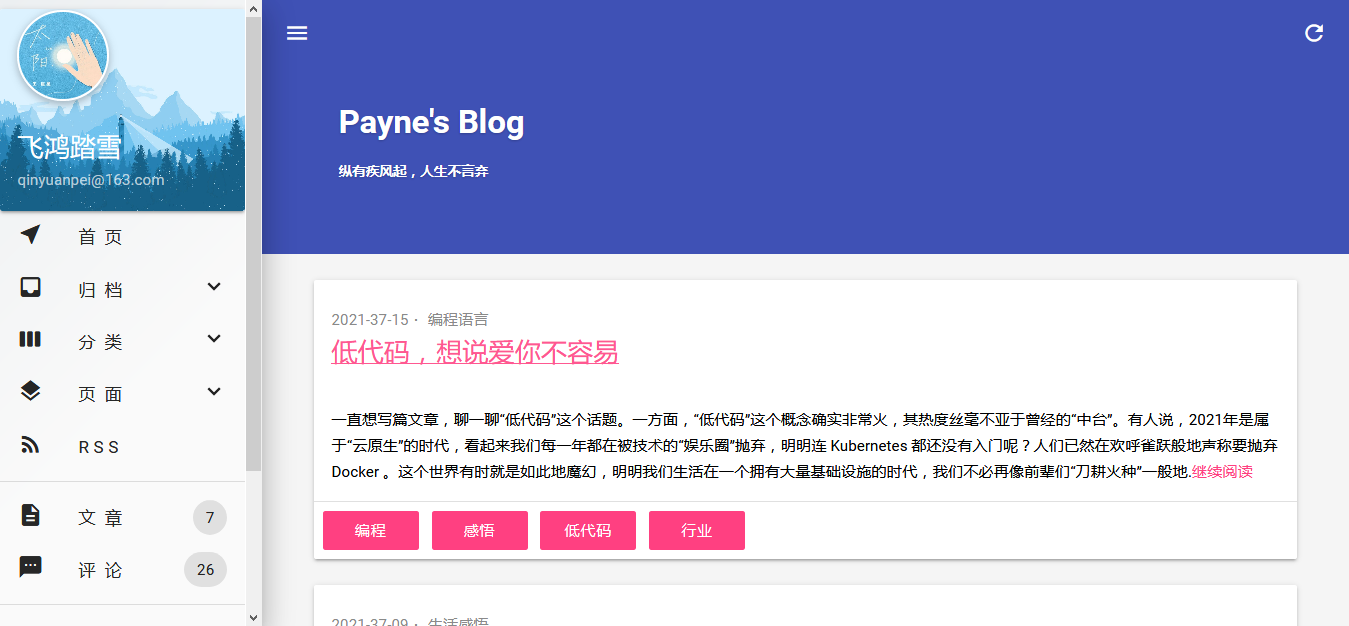 太
阳
飞鸿踏雪
qinyuanpei@163.com
首 页
归 档
分 类
页 面
RSS
文 章 7
评 论 26
Payne's Blog
纵有疾风起，人生不言弃
2021-37-15 · 编程语言
低代码，想说爱你不容易
一直想写篇文章，聊一聊“低代码”这个话题。一方面，“低代码”这个概念确实非常火，其热度丝毫不亚于曾经的“中台”。有人说，2021年是属
于“云原生”的时代，看起来我们每一年都在被技术的“娱乐圈”抛弃，明明连 Kubernetes 都还没有入门呢？人们已然在欢呼雀跃般地声称要抛弃
Docker 。这个世界有时就是如此地魔幻，明明我们生活在一个拥有大量基础设施的时代，我们不必再像前辈们“刀耕火种”一般地.继续阅读
编程 感悟 低代码 行业
2021-37-09 · 生活感悟